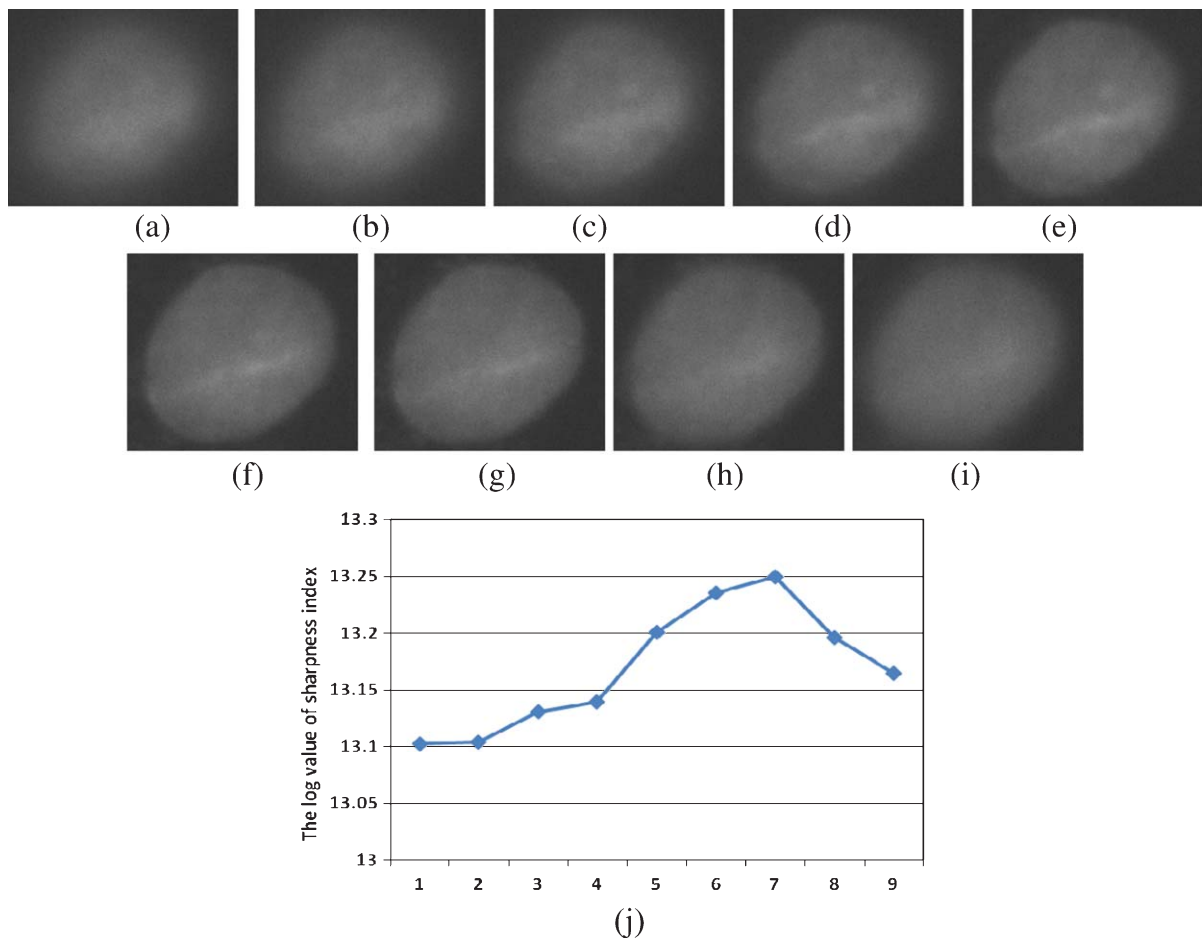 (a) (b) (c) (d) (e)
(f) (g) (h) (i)
The log value of sharpness index
13.3
13.25
13.2
13.15
13.1
13.05
13
1 2 3 4 5 6 7 8 9
(j)